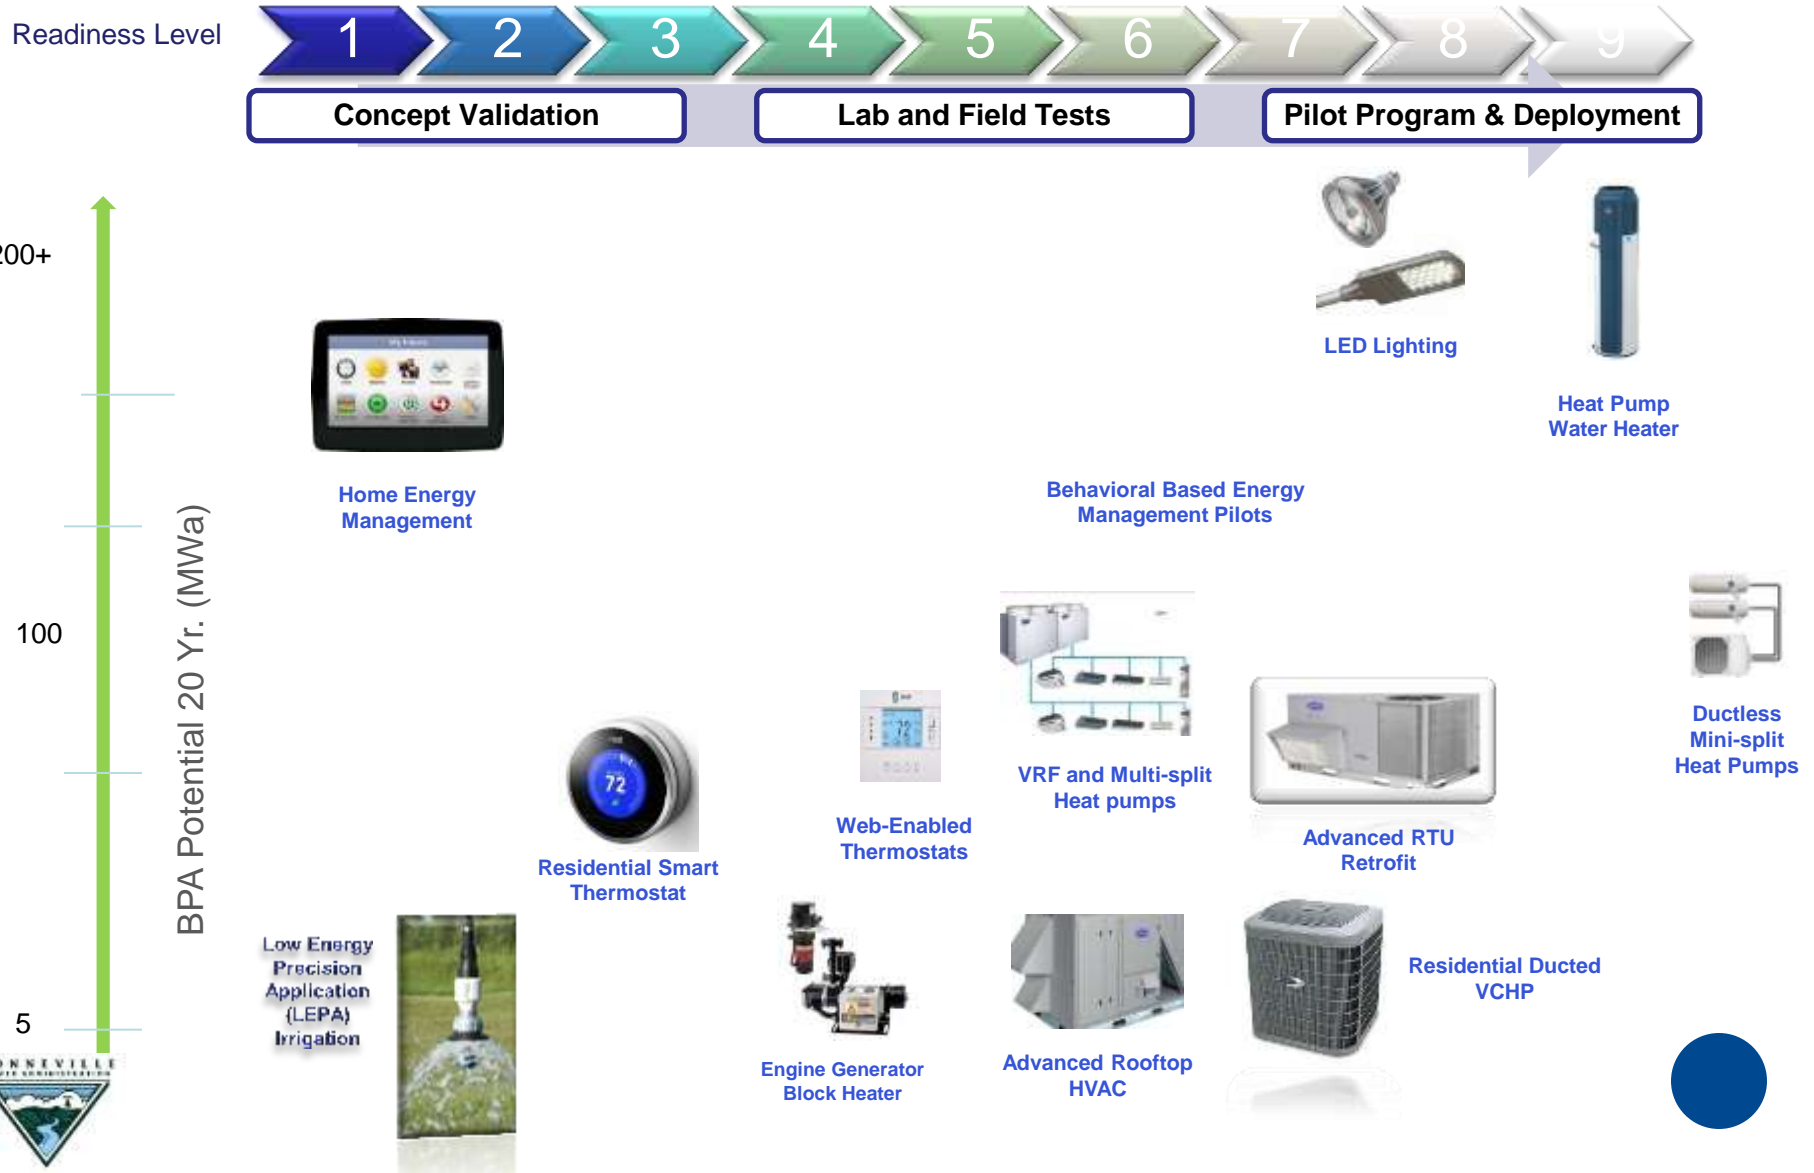 Readiness Level
1 2 3 4 5 6 7 8 9
Concept Validation
Lab and Field Tests
Pilot Program & Deployment
200+
100
5
BPA Potential 20 Yr. (MWa)
LED Lighting
Heat Pump
Water Heater
Home Energy
Management
Behavioral Based Energy
Management Pilots
Ductless
Mini-split
Heat Pumps
VRF and Multi-split
Heat pumps
72
Web-Enabled
Thermostats
Advanced RTU
Retrofit
72
Residential Smart
Thermostat
Low Energy
Precision
Application
(LEPA)
Irrigation
Engine Generator
Block Heater
Advanced Rooftop
HVAC
Residential Ducted
VCHP
ONNEVILLE